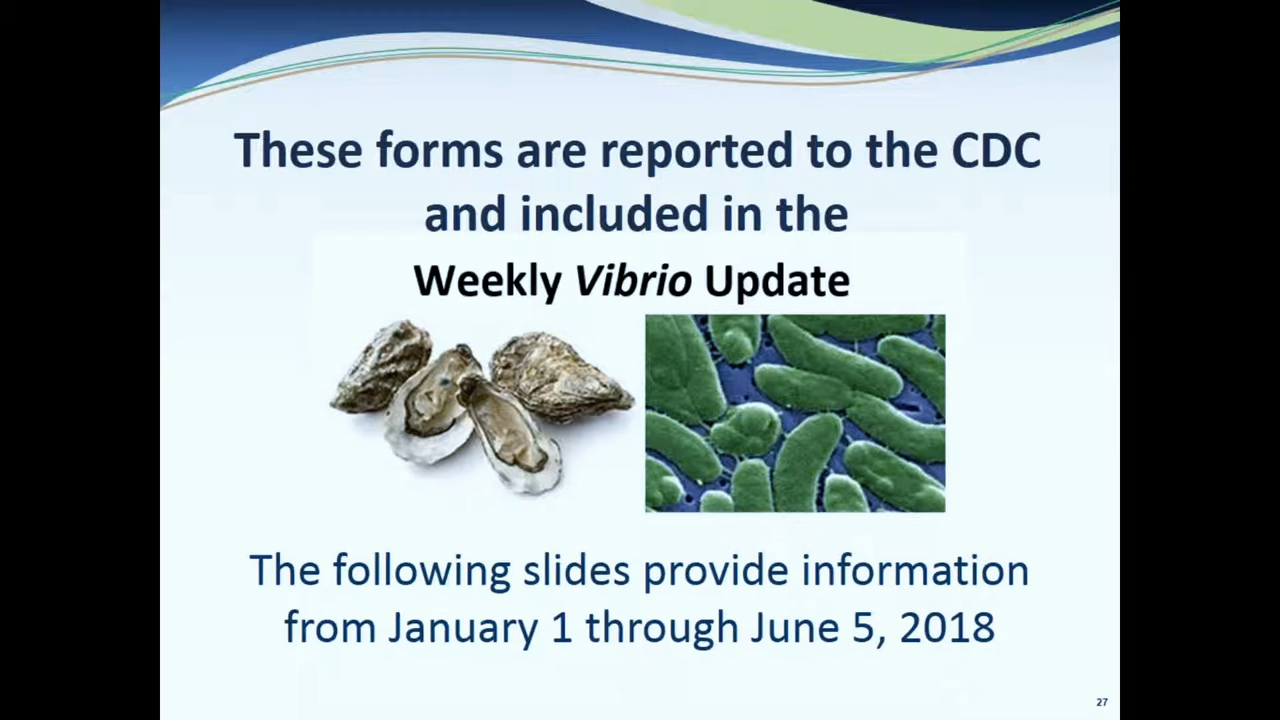 These forms are reported to the CDC
and included in the
Weekly Vibrio Update
The following slides provide information
from January 1 through June 5, 2018
27